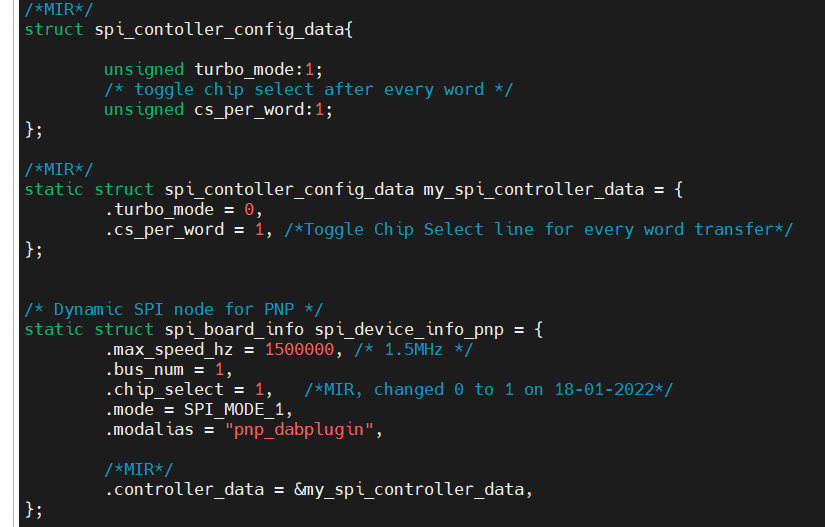 /*MIR*/
struct spi_contoller_config_data{
unsigned turbo_mode:1;
/* toggle chip select after every word */
unsigned cs_per_word:1;
};
/*MIR*/
static struct spi_contoller_config_data my_spi_controller_data = {
.turbo_mode = 0,
.cs_per_word = 1, /*Toggle Chip Select line for every word transfer*/
};
/* Dynamic SPI node for PNP */
static struct spi_board_info spi_device_info_pnp = {
.max_speed_hz = 1500000, /* 1.5MHz */
.bus_num = 1,
.chip_select = 1, /*MIR, changed 0 to 1 on 18-01-2022*/
.mode = SPI_MODE_1,
.modalias = "pnp_dabplugin",
/*MIR*/
.controller_data = &my_spi_controller_data,
};